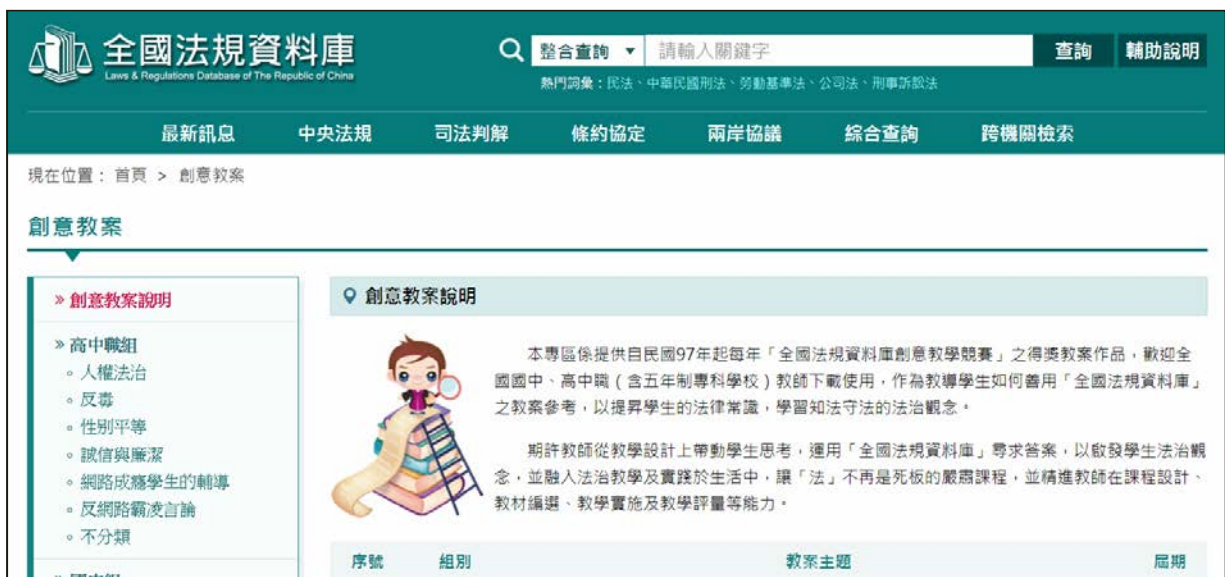 全國法規資料庫
Laws & Regulations Database of The Republic of China
整合查詢 ▼ 請輸入關鍵字 查詢 輔助說明
熱門詞彙：民法、中華民國刑法、勞動基準法、公司法、刑事訴訟法
最新訊息 中央法規 司法判解 條約協定 兩岸協議 綜合查詢 跨機關檢索
現在位置： 首頁 > 創意教案
創意教案
» 創意教案說明
» 高中職組
。人權法治
。反毒
。性別平等
。誠信與廉潔
。網路成癮學生的輔導
。反網路霸凌言論
。不分類
創意教案說明
本專區係提供自民國97年起每年「全國法規資料庫創意教學競賽」之得獎教案作品，歡迎全
國國中、高中職（含五年制專科學校）教師下載使用，作為教導學生如何善用「全國法規資料庫」
之教案參考，以提昇學生的法律常識，學習知法守法的法治觀念。
期許教師從教學設計上帶動學生思考，運用「全國法規資料庫」尋求答案，以啟發學生法治觀
念，並融入法治教學及實踐於生活中，讓「法」不再是死板的嚴肅課程，並精進教師在課程設計、
教材編選、教學實施及教學評量等能力。
序號 組別 教案主題 屆期